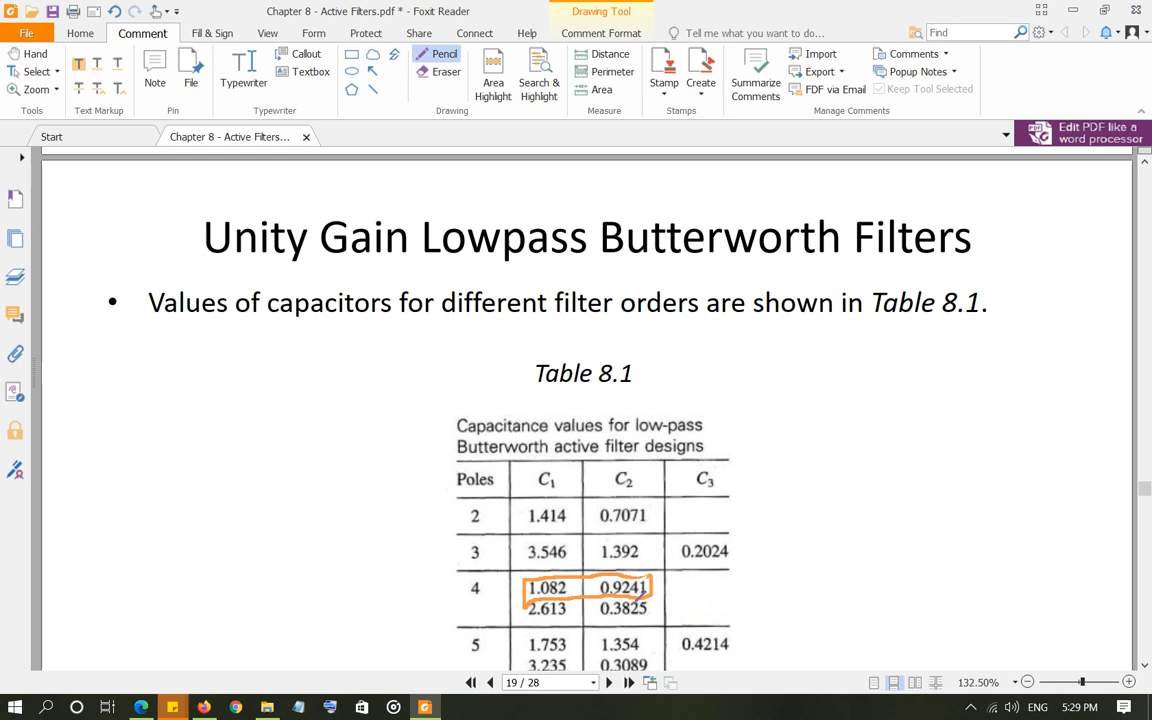 Chapter 8 - Active Filters.pdf * - Foxit Reader
Drawing Tool
File Home Comment Fill & Sign View Form Protect Share Connect Help Comment Format Tell me what you want to do... Find
Hand
Select
Zoom
Tools
Text Markup
Note
File
Pin
Typewriter
Callout
Textbox
Typewriter
Pencil
Eraser
Drawing
Area Highlight
Search & Highlight
Distance
Perimeter
Area
Measure
Stamp
Create
Stamps
Summarize Comments
Import
Export
FDF via Email
Comments
Popup Notes
Keep Tool Selected
Manage Comments
Start
Chapter 8 - Active Filters...
Edit PDF like a
word processor
Unity Gain Lowpass Butterworth Filters
• Values of capacitors for different filter orders are shown in Table 8.1.
Table 8.1
Capacitance values for low-pass
Butterworth active filter designs
Poles C1 C2 C3
2 1.414 0.7071
3 3.546 1.392 0.2024
4 1.082 0.9241
2.613 0.3825
5 1.753 1.354 0.4214
3.235 0.3089
19 / 28
132.50%
ENG 5:29 PM